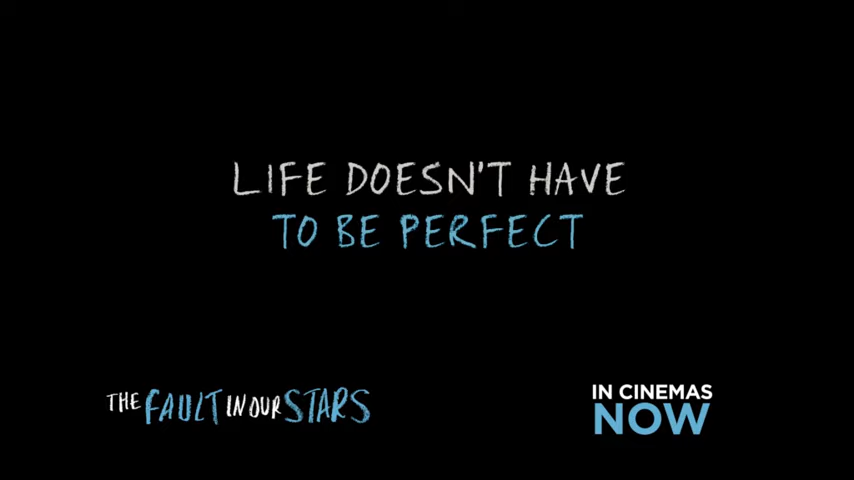 LIFE DOESN'T HAVE
TO BE PERFECT
THE FAULT IN OUR STARS
IN CINEMAS
NOW